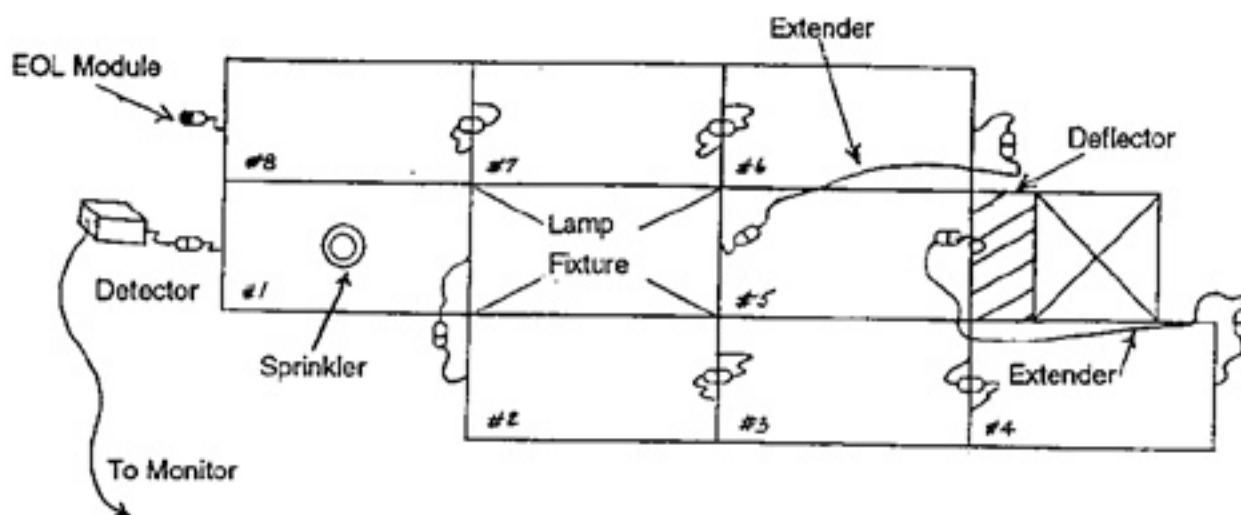 Extender
EOL Module
Deflector
#8
#7
#6
Lamp
Fixture
Detector
#1
#5
Sprinkler
Extender
#2
#3
#4
To Monitor